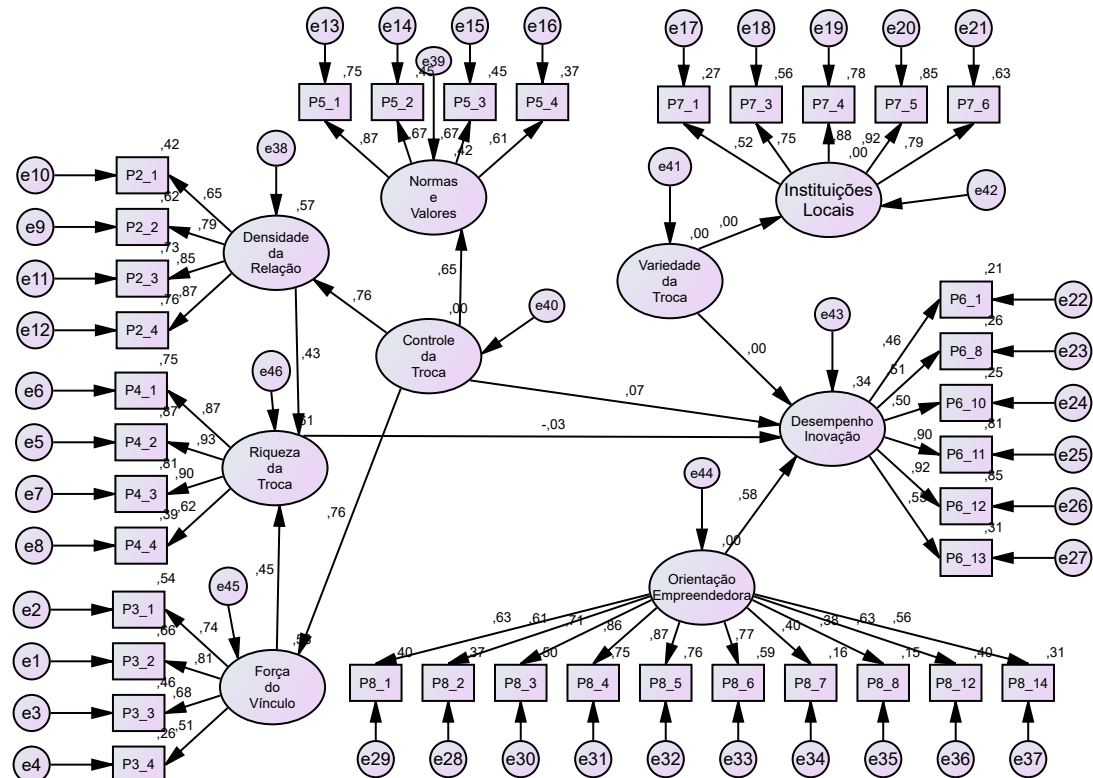 e13 e14 e15 e16
e39
,75 ,45 ,45 ,37
P5_1 P5_2 P5_3 P5_4
,87 ,67 ,67 ,61
,42
Normas
e
Valores
e17 e18 e19 e20 e21
,27 ,56 ,78 ,85 ,63
P7_1 P7_3 P7_4 P7_5 P7_6
,52 ,75 ,88 ,92 ,79
,00
Instituições
Locais
e42
e41
,00 ,00
Variedade
da
Troca
,00
e38
,57
Densidade
da
Relação
e10 P2_1 ,42 ,65
e9 P2_2 ,62 ,79
e11 P2_3 ,73 ,85
e12 P2_4 ,76 ,87
,76
,65
,00
e40
Controle
da
Troca
,43
,07
-,03
,76
e46
Riqueza
da
Troca
e6 P4_1 ,75 ,87
e5 P4_2 ,87 ,93
e7 P4_3 ,81 ,90
e8 P4_4 ,39 ,62
,45
e45
Força
do
Vínculo
e2 P3_1 ,54 ,74
e1 P3_2 ,66 ,81
e3 P3_3 ,46 ,68
e4 P3_4 ,26 ,51
e43
,34
Desempenho
Inovação
,46 P6_1 ,21 e22
,51 P6_8 ,26 e23
,50 P6_10 ,25 e24
,90 P6_11 ,81 e25
,92 P6_12 ,85 e26
P6_13 ,31 e27
,58
e44
,00
Orientação
Empreendedora
,63 ,61 ,71 ,86 ,87 ,77 ,40 ,38 ,63 ,56
,40 ,37 ,50 ,75 ,76 ,59 ,16 ,15 ,40 ,31
P8_1 P8_2 P8_3 P8_4 P8_5 P8_6 P8_7 P8_8 P8_12 P8_14
e29 e28 e30 e31 e32 e33 e34 e35 e36 e37